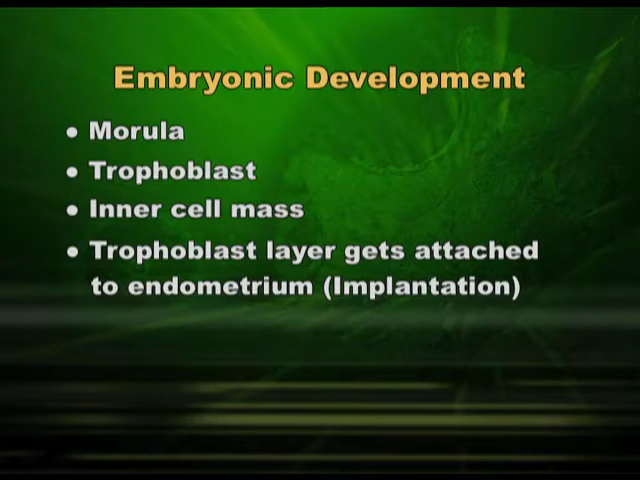 Embryonic Development
• Morula
• Trophoblast
• Inner cell mass
• Trophoblast layer gets attached
to endometrium (Implantation)